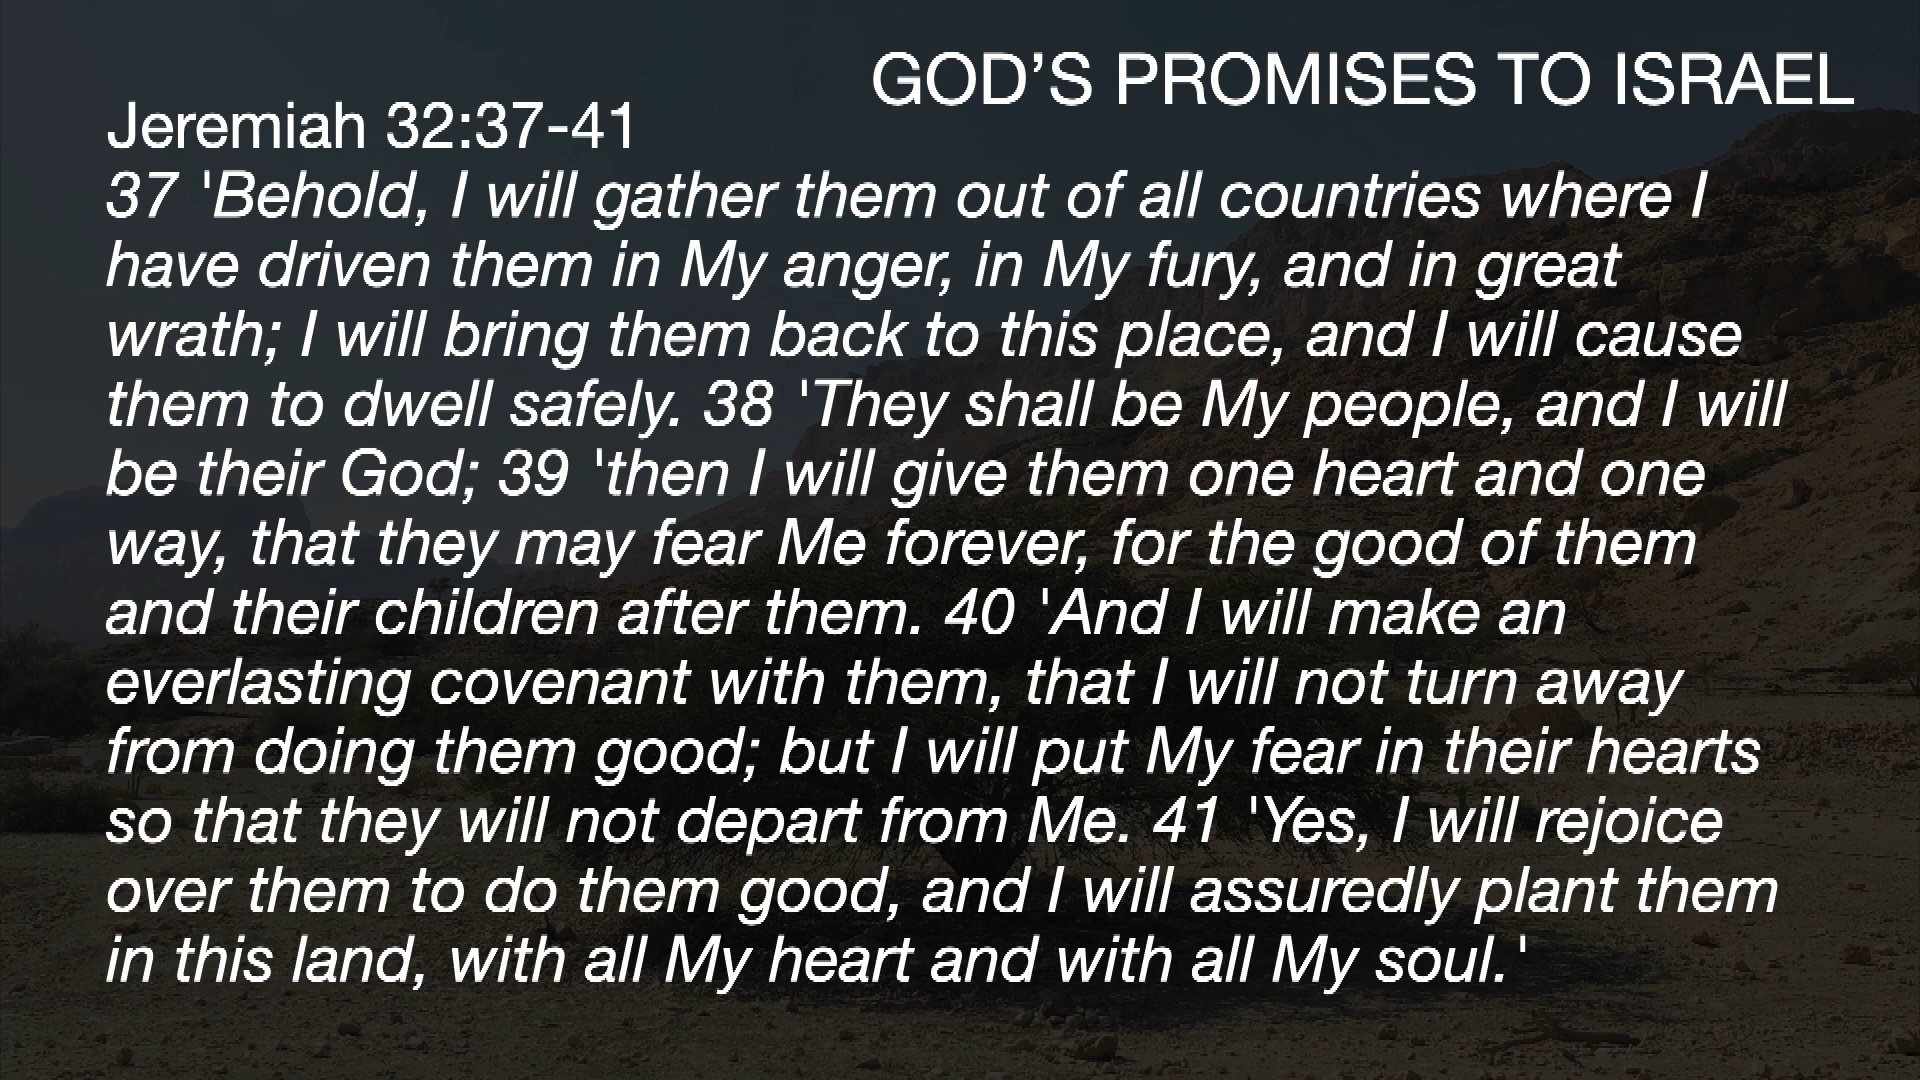 GOD’S PROMISES TO ISRAEL
Jeremiah 32:37-41
37 'Behold, I will gather them out of all countries where I
have driven them in My anger, in My fury, and in great
wrath; I will bring them back to this place, and I will cause
them to dwell safely. 38 'They shall be My people, and I will
be their God; 39 'then I will give them one heart and one
way, that they may fear Me forever, for the good of them
and their children after them. 40 'And I will make an
everlasting covenant with them, that I will not turn away
from doing them good; but I will put My fear in their hearts
so that they will not depart from Me. 41 'Yes, I will rejoice
over them to do them good, and I will assuredly plant them
in this land, with all My heart and with all My soul.'